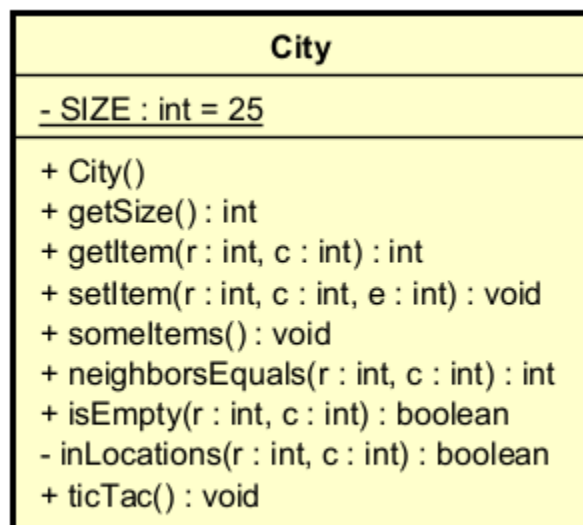 City
- SIZE : int = 25
+ City()
+ getSize() : int
+ getItem(r : int, c : int) : int
+ setItem(r : int, c : int, e : int) : void
+ someItems() : void
+ neighborsEquals(r : int, c : int) : int
+ isEmpty(r : int, c : int) : boolean
- inLocations(r : int, c : int) : boolean
+ ticTac() : void